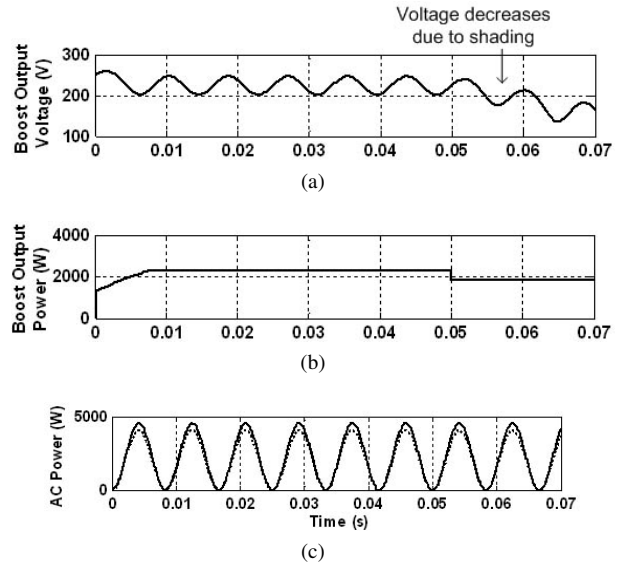 Voltage decreases
due to shading
Boost Output
Voltage (V)
300
200
100
0 0.01 0.02 0.03 0.04 0.05 0.06 0.07
(a)
Boost Output
Power (W)
4000
2000
0
0 0.01 0.02 0.03 0.04 0.05 0.06 0.07
(b)
AC Power (W)
5000
0
0 0.01 0.02 0.03 0.04 0.05 0.06 0.07
Time (s)
(c)